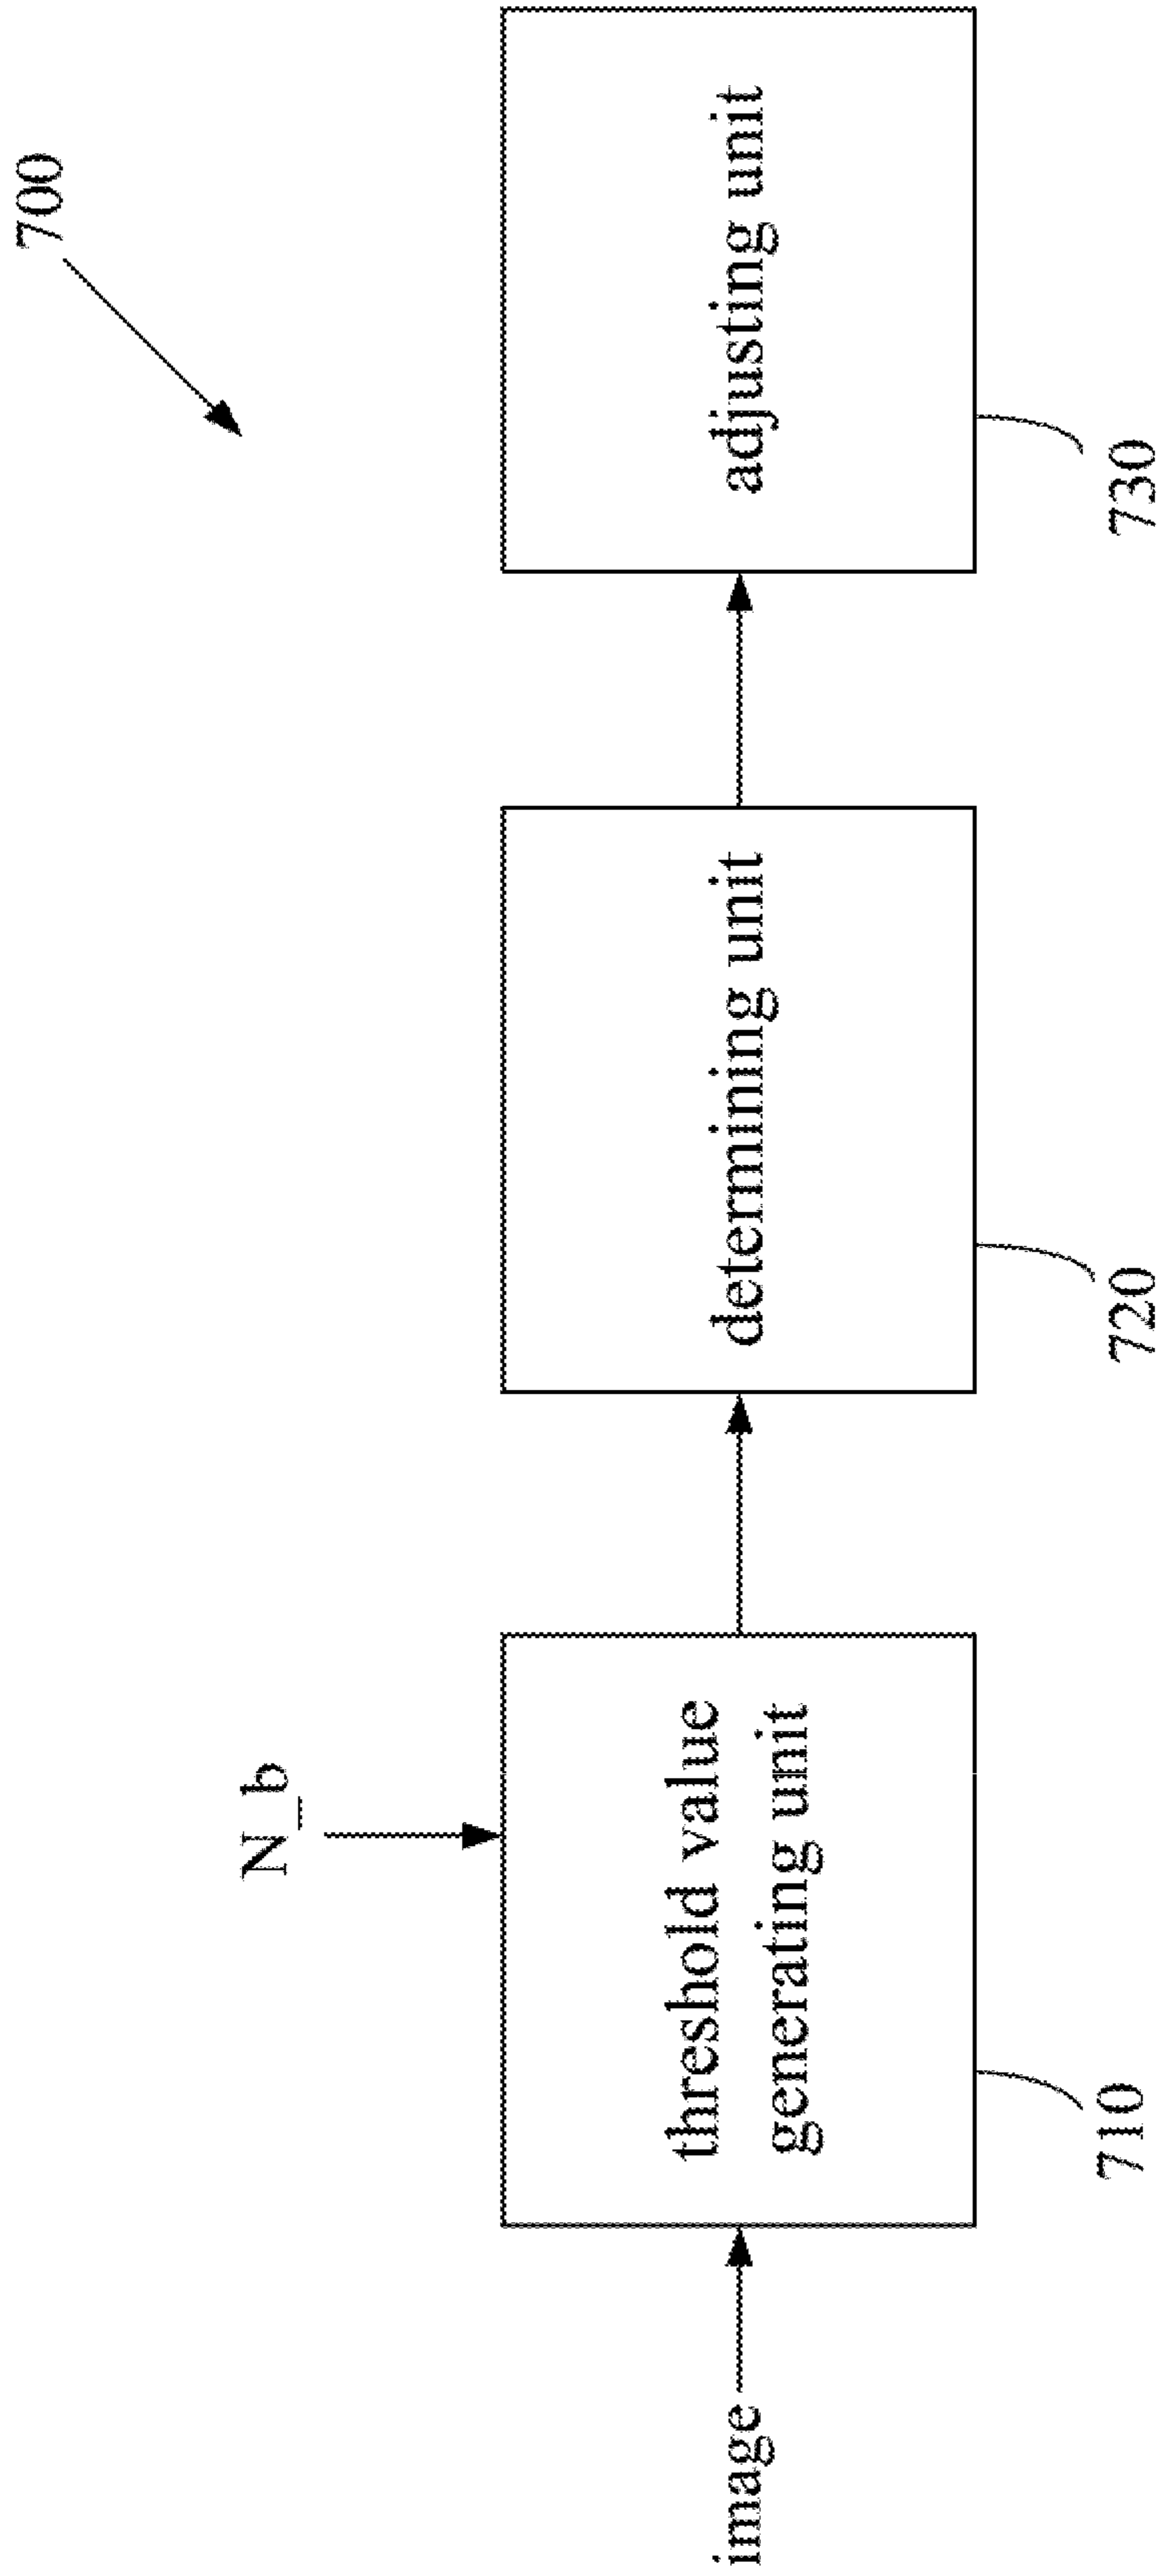 700
N_b
image
threshold value
generating unit
determining unit
adjusting unit
710
720
730